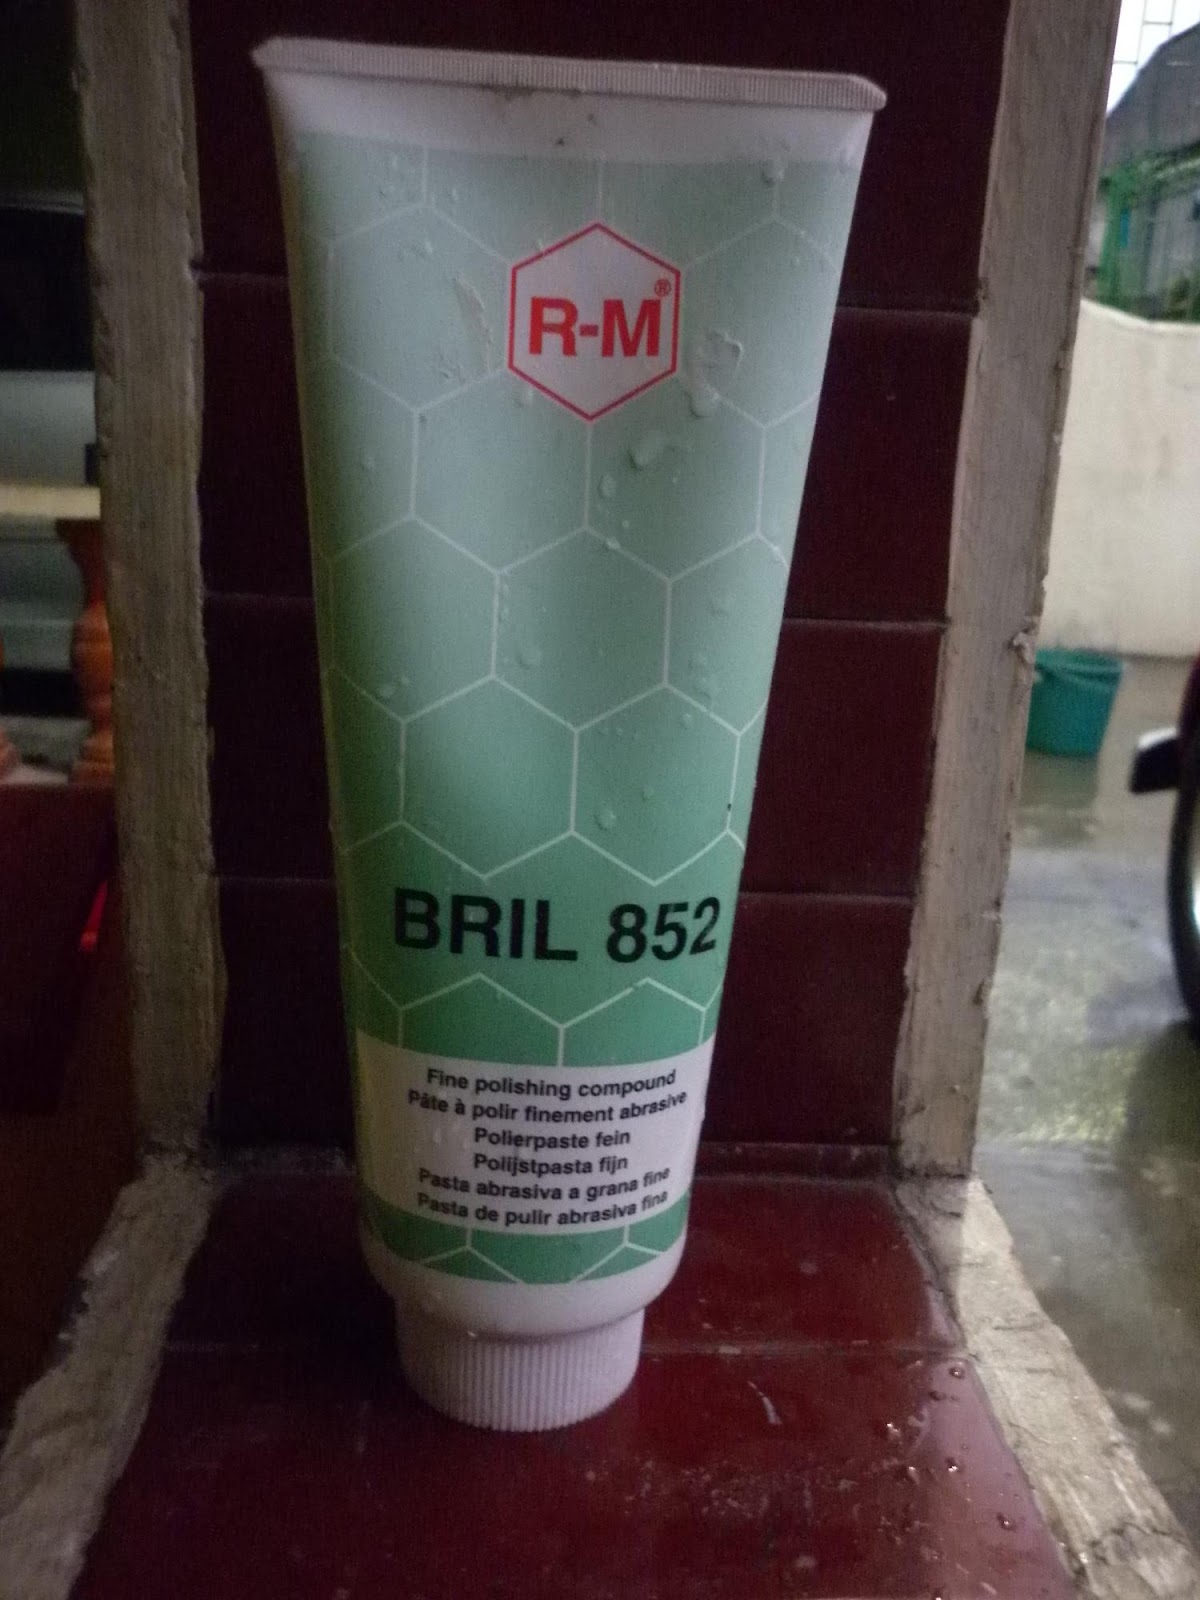 R-M®
BRIL 852
Fine polishing compound
Pâte à polir finement abrasive
Polierpaste fein
Polijstpasta fijn
Pasta abrasiva a grana fine
Pasta de pulir abrasiva fina